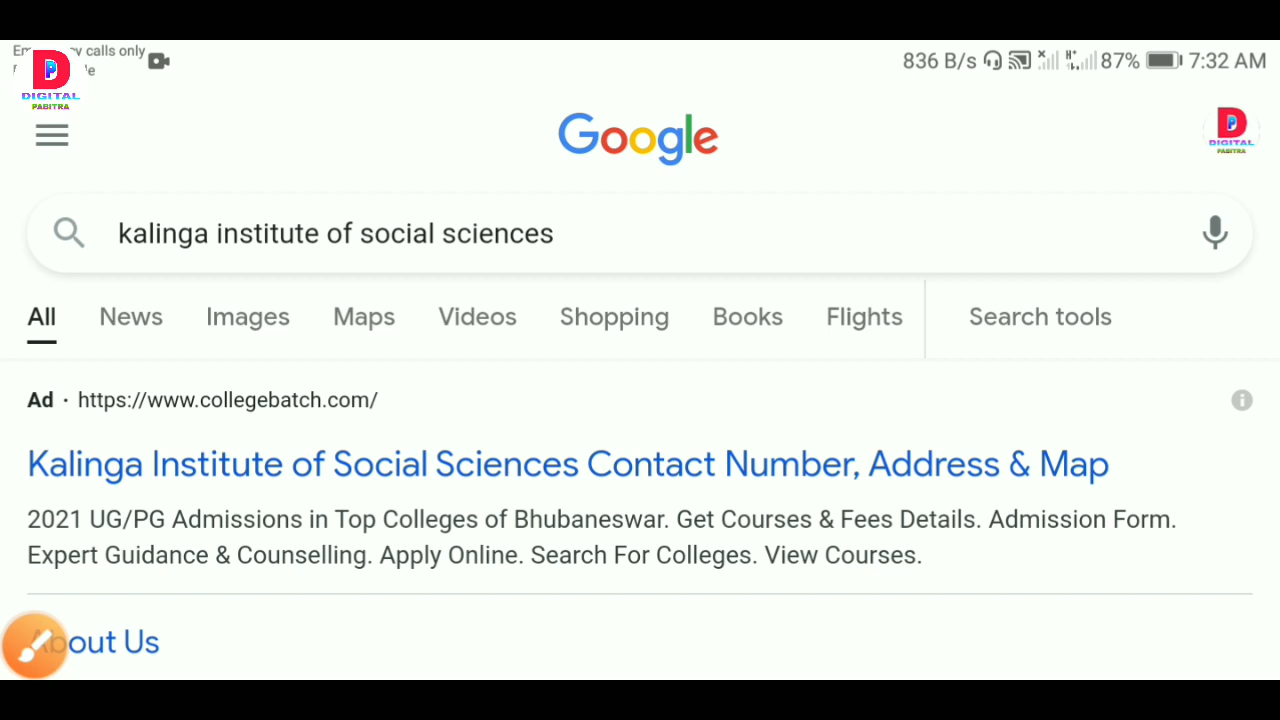 836 B/s 87% 7:32 AM
calls only
DIGITAL
PABITRA
Google
DIGITAL
PABITRA
kalinga institute of social sciences
All News Images Maps Videos Shopping Books Flights Search tools
Ad · https://www.collegebatch.com/
Kalinga Institute of Social Sciences Contact Number, Address & Map
2021 UG/PG Admissions in Top Colleges of Bhubaneswar. Get Courses & Fees Details. Admission Form.
Expert Guidance & Counselling. Apply Online. Search For Colleges. View Courses.
About Us